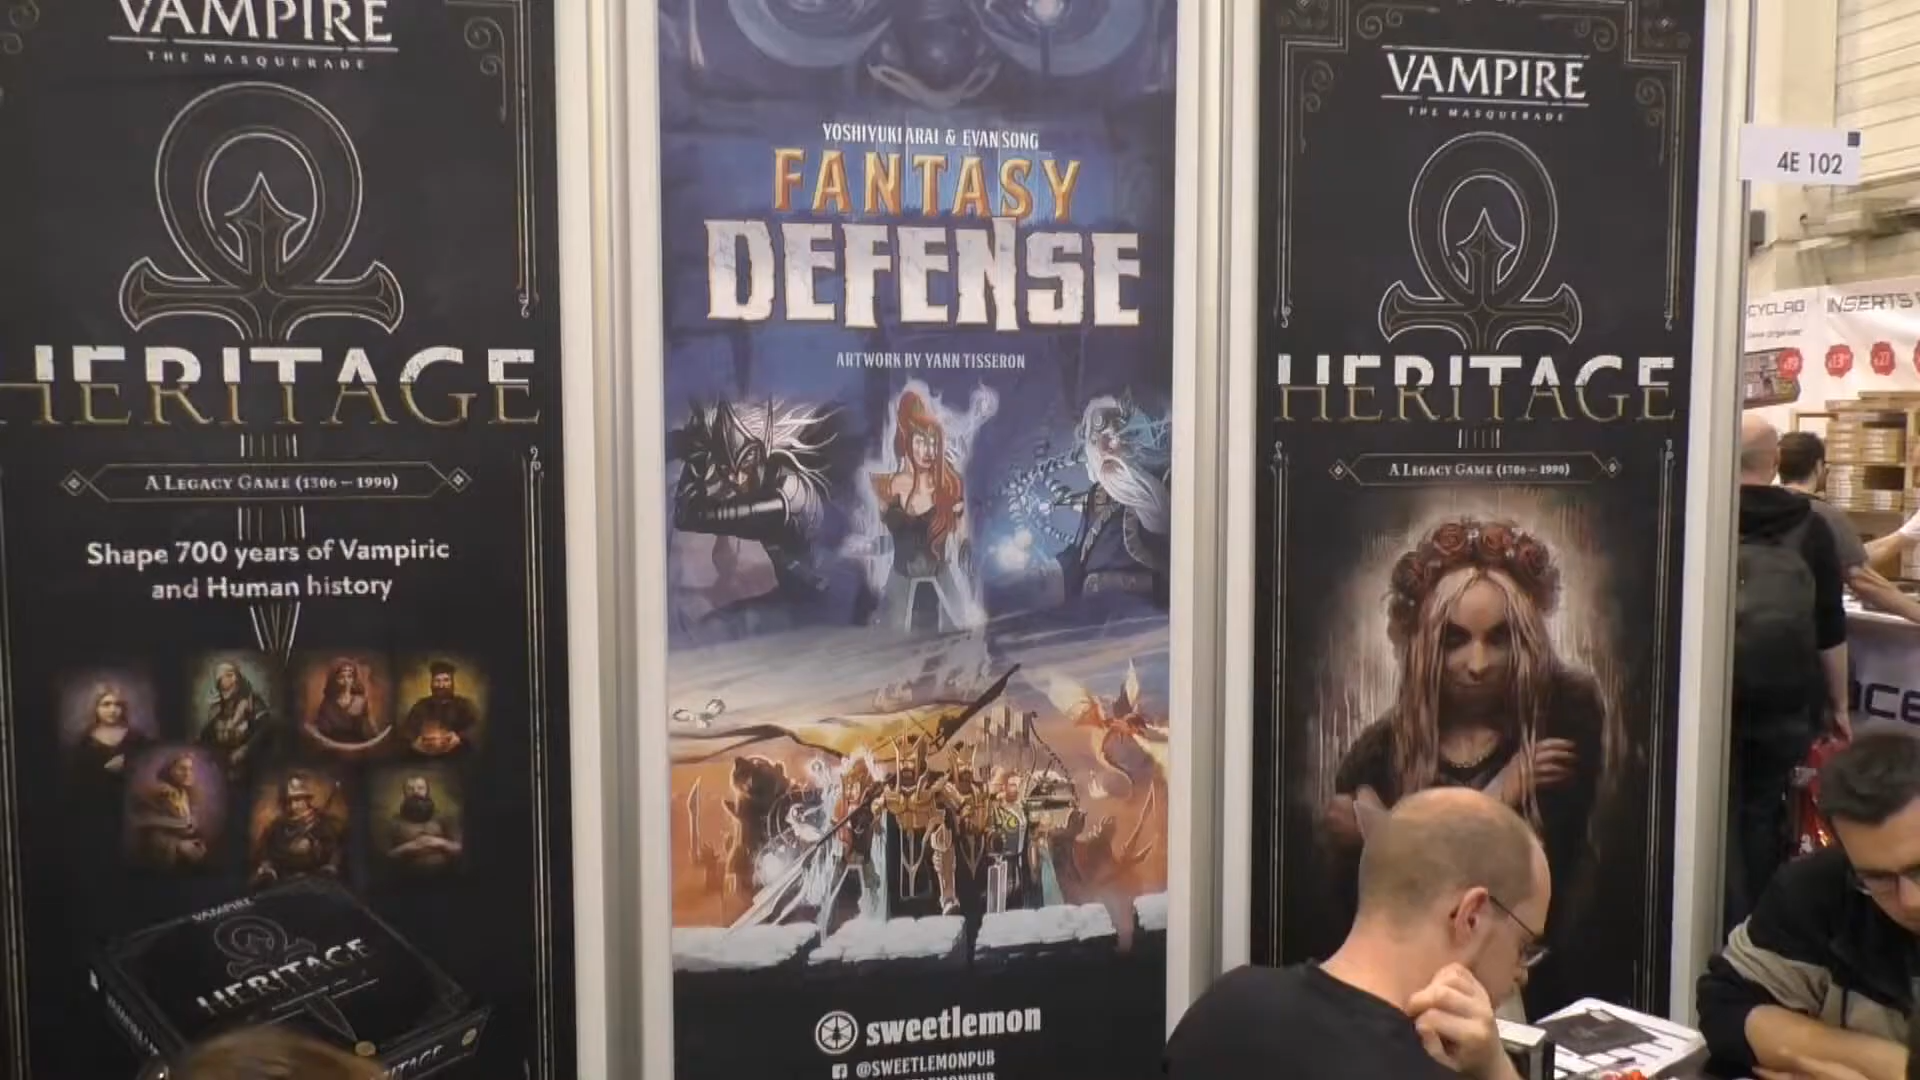 VAMPIRE
THE MASQUERADE
HERITAGE
A LEGACY GAME (1306 – 1990)
Shape 700 years of Vampiric
and Human history
VAMPIRE
HERITAGE
HERITAGE
YOSHIYUKI ARAI & EVAN SONG
FANTASY
DEFENSE
ARTWORK BY YANN TISSERON
sweetlemon
@SWEETLEMONPUB
VAMPIRE
THE MASQUERADE
HERITAGE
A LEGACY GAME (1306 – 1990)
4E 102
INSERTS